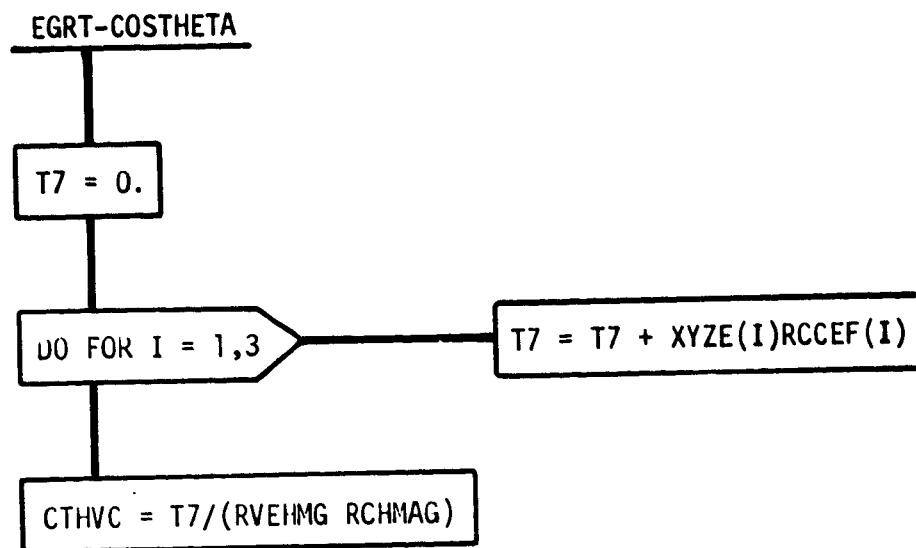 EGRT-COSTHETA
T7 = 0.
DO FOR I = 1,3
T7 = T7 + XYZE(I)RCCEF(I)
CTHVC = T7/(RVEHMG RCHMAG)